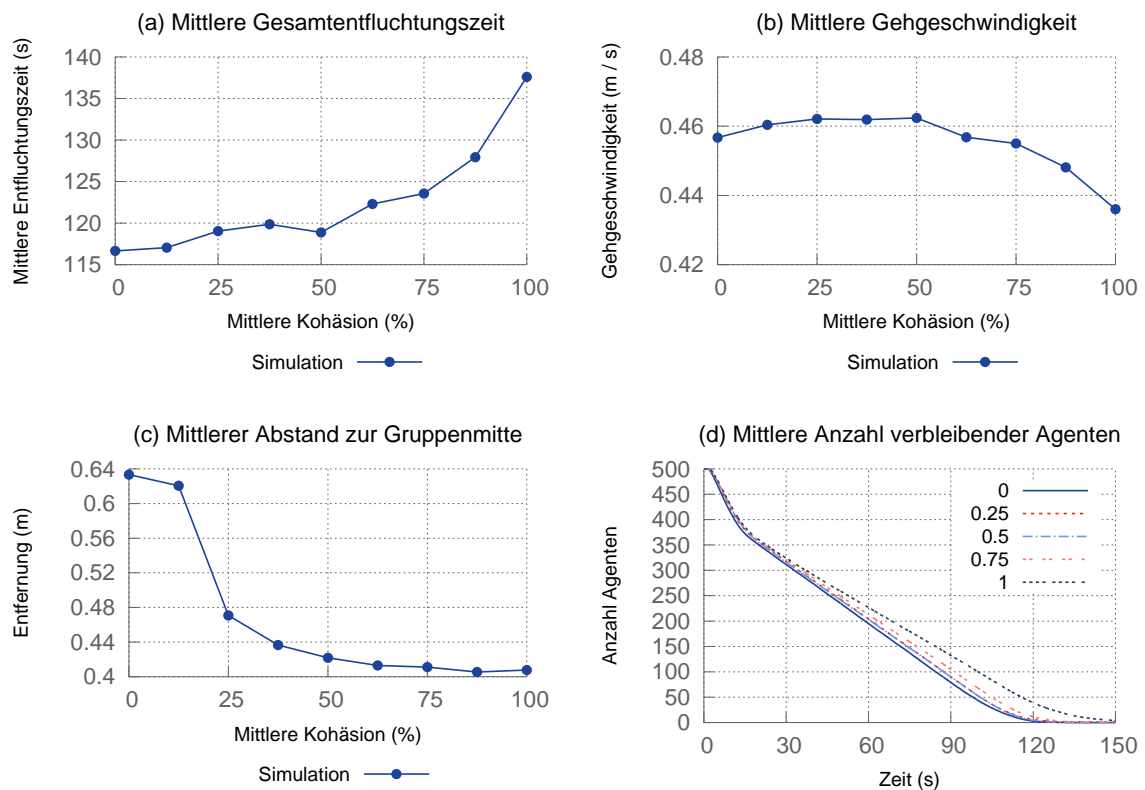 (a) Mittlere Gesamtentfluchtungszeit
Mittlere Entfluchtungszeit (s)
140
135
130
125
120
115
0 25 50 75 100
Mittlere Kohäsion (%)
Simulation
(b) Mittlere Gehgeschwindigkeit
Gehgeschwindigkeit (m / s)
0.48
0.46
0.44
0.42
0 25 50 75 100
Mittlere Kohäsion (%)
Simulation
(c) Mittlerer Abstand zur Gruppenmitte
Entfernung (m)
0.64
0.6
0.56
0.52
0.48
0.44
0.4
0 25 50 75 100
Mittlere Kohäsion (%)
Simulation
(d) Mittlere Anzahl verbleibender Agenten
Anzahl Agenten
500
450
400
350
300
250
200
150
100
50
0
0 30 60 90 120 150
Zeit (s)
0
0.25
0.5
0.75
1